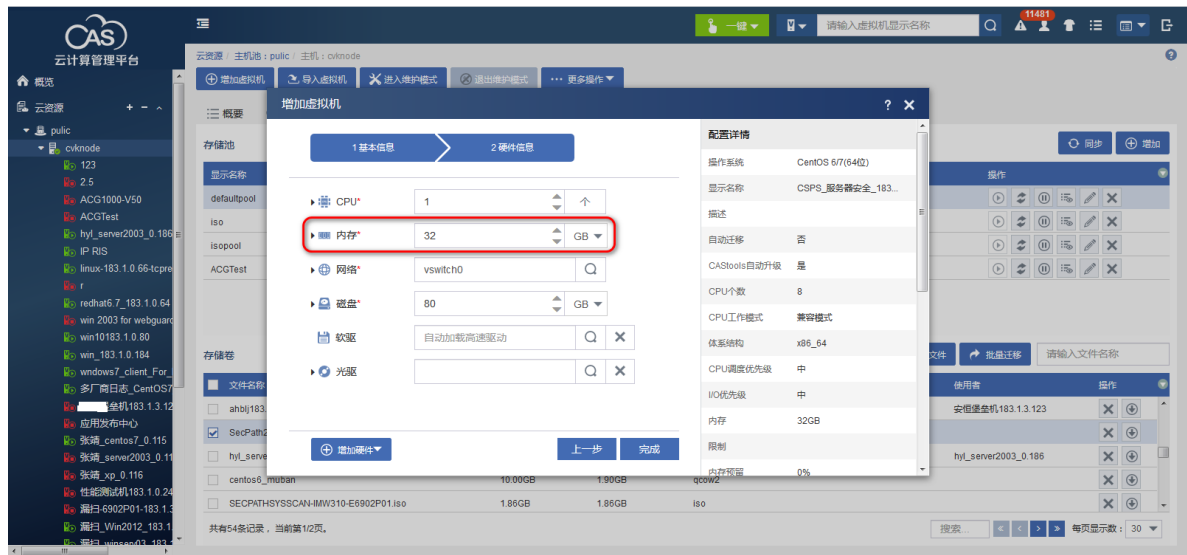 CAS
云计算管理平台
一键
请输入虚拟机显示名称
11481
概览
云资源
pulic
cvknode
123
2.5
ACG1000-V50
ACGTest
hyl_server2003_0.186
IP RIS
linux-183.1.0.66-tcpre
r
redhat6.7_183.1.0.64
win 2003 for webguard
win10183.1.0.80
win_183.1.0.184
wndows7_client_For_
多厂商日志_CentOS7
垒机183.1.3.12
应用发布中心
张靖_centos7_0.115
张靖_server2003_0.11
张靖_xp_0.116
性能测试机183.1.0.24
漏扫-6902P01-183.1.3
漏扫_Win2012_183.1
漏扫_winserv03_183.1
云资源 / 主机池：pulic / 主机：cvknode
增加虚拟机 导入虚拟机 进入维护模式 退出维护模式 更多操作
概要
存储池
同步 增加
显示名称 操作
defaultpool
iso
isopool
ACGTest
增加虚拟机
1 基本信息 2 硬件信息
CPU* 1 个
内存* 32 GB
网络* vswitch0
磁盘* 80 GB
软驱 自动加载高速驱动
光驱
增加硬件 上一步 完成
配置详情
操作系统 CentOS 6/7(64位)
显示名称 CSPS_服务器安全_183...
描述
自动迁移 否
CAStools自动升级 是
CPU个数 8
CPU工作模式 兼容模式
体系结构 x86_64
CPU调度优先级 中
I/O优先级 中
内存 32GB
限制
内存预留 0%
存储卷
文件 批量迁移 请输入文件名称
文件名称 使用者 操作
ahblj183. 安恒堡垒机183.1.3.123
SecPath2
hyl_serve hyl_server2003_0.186
centos6_muban 10.00GB 1.90GB qcow2
SECPATHSYSSCAN-IMW310-E6902P01.iso 1.86GB 1.86GB iso
共有54条记录，当前第1/2页。
搜索... 每页显示数： 30